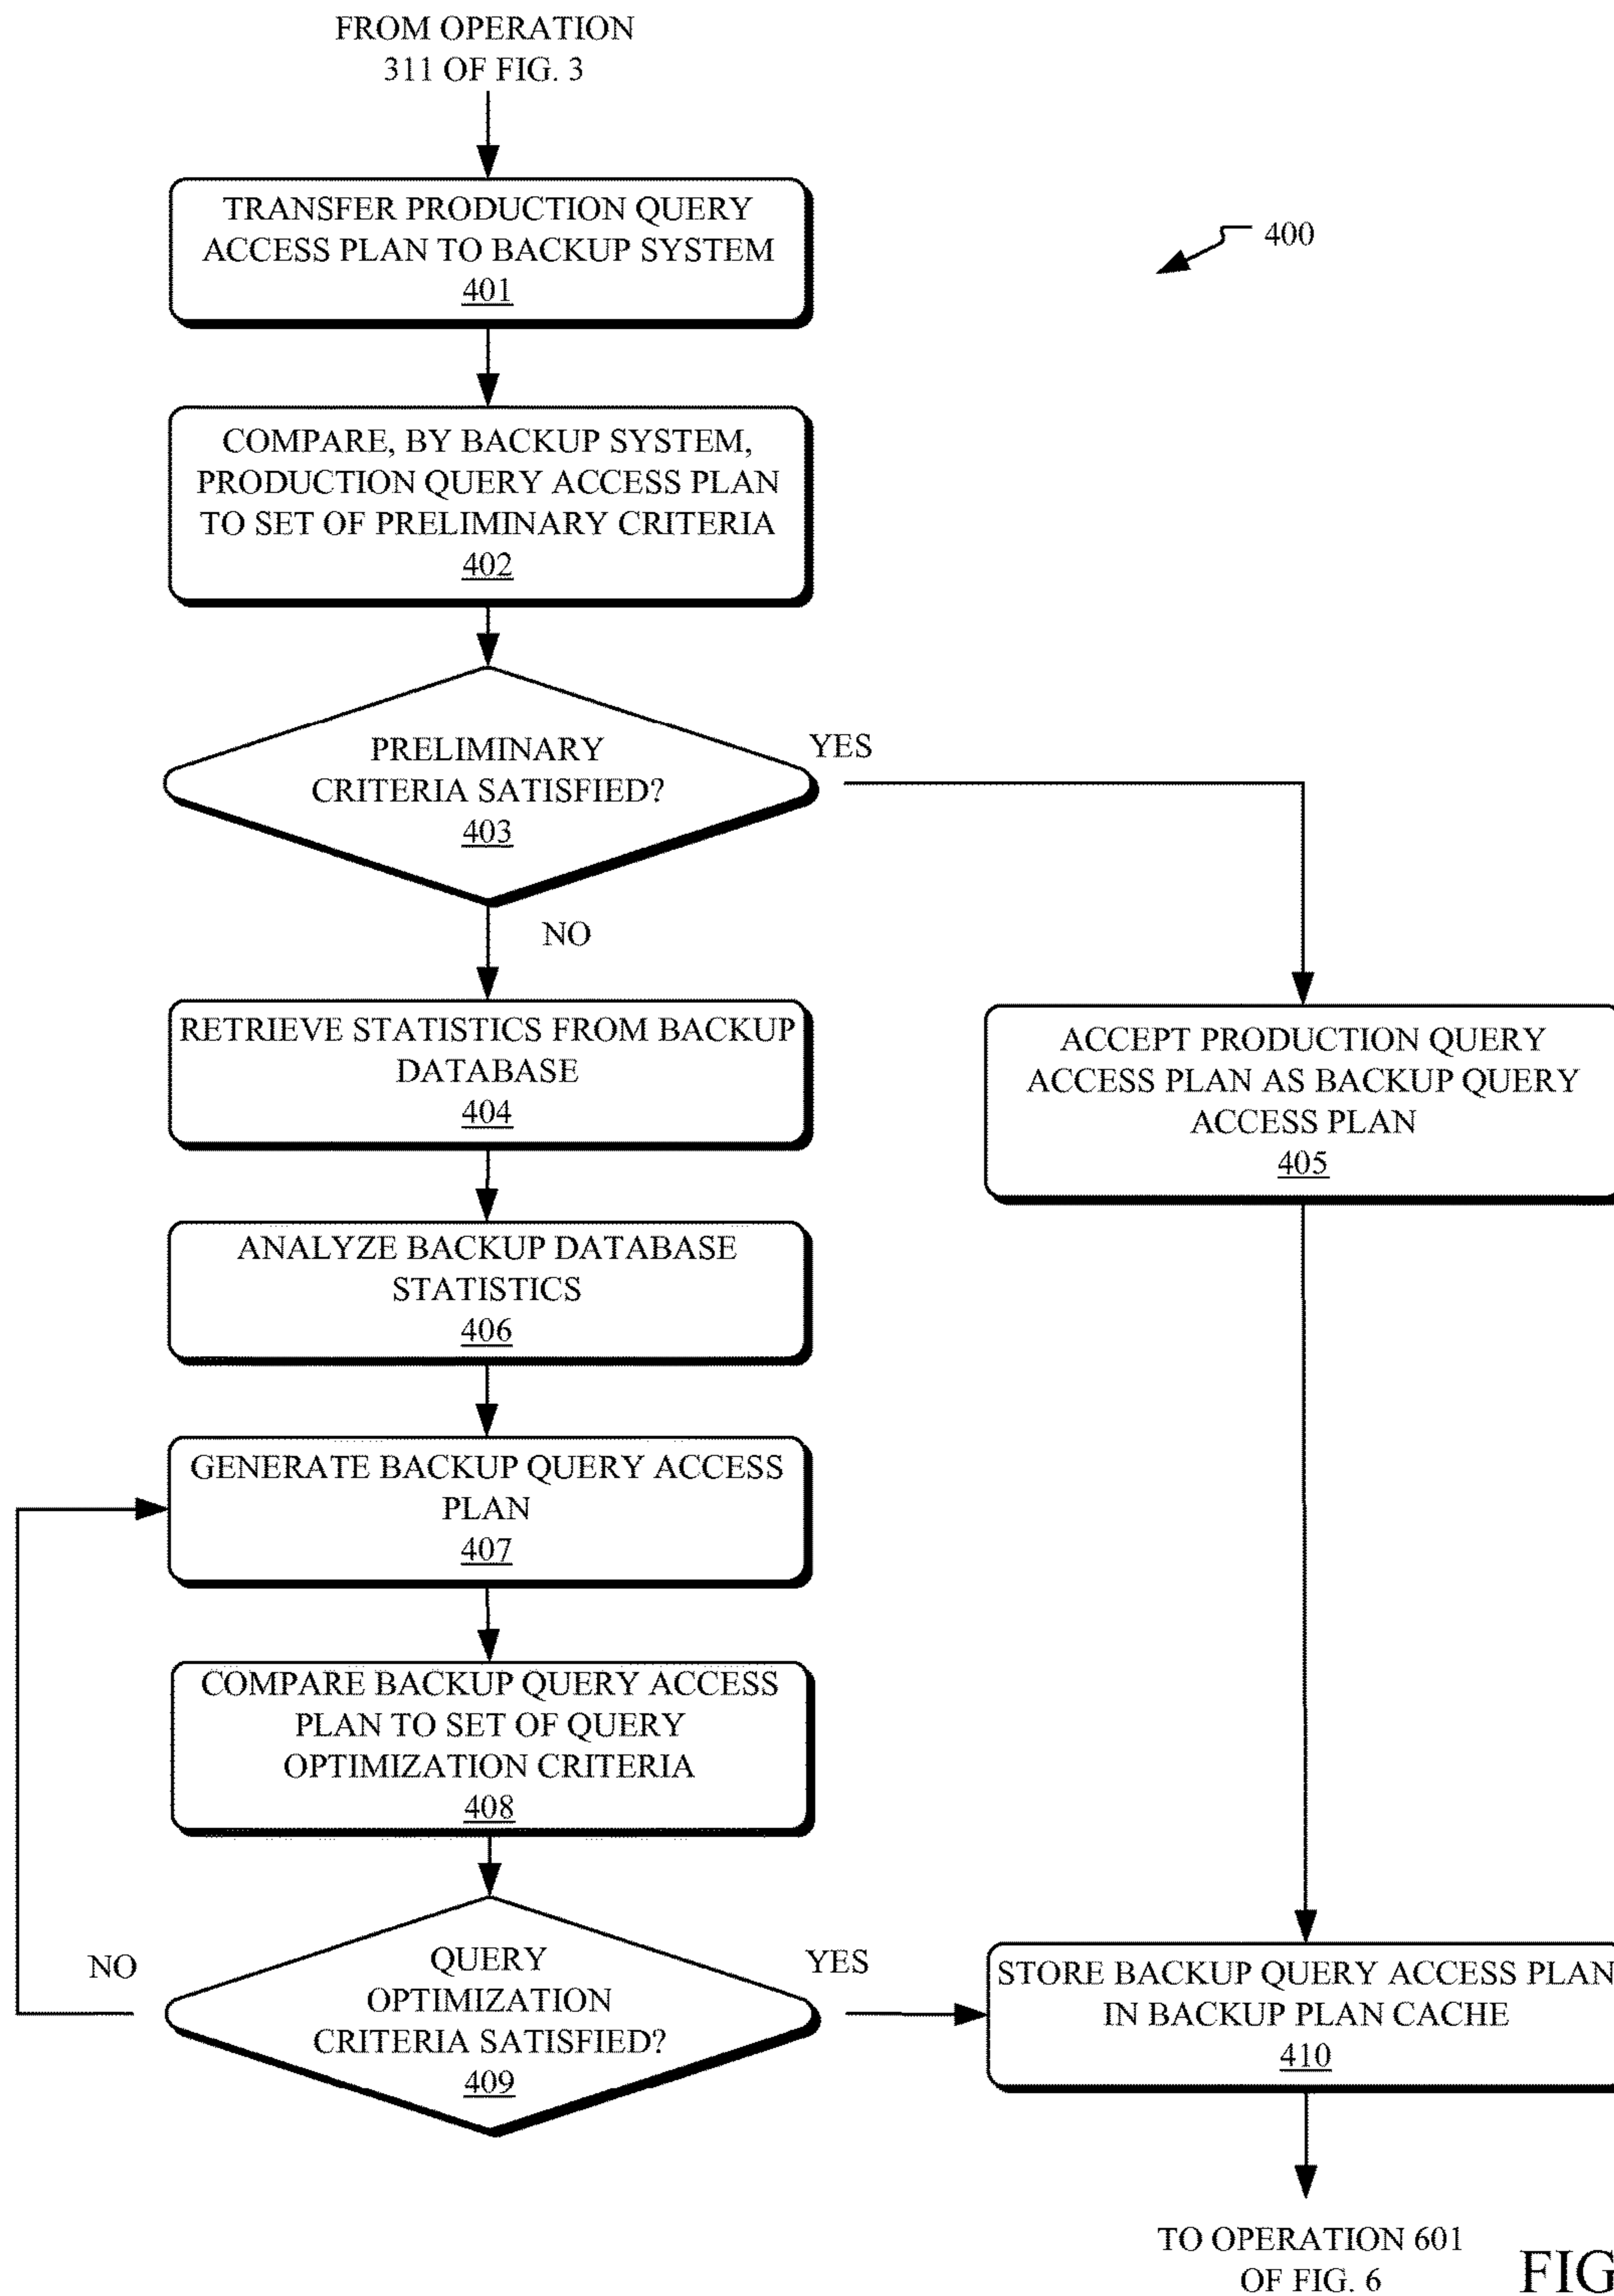 FROM OPERATION
311 OF FIG. 3
TRANSFER PRODUCTION QUERY
ACCESS PLAN TO BACKUP SYSTEM
401
400
COMPARE, BY BACKUP SYSTEM,
PRODUCTION QUERY ACCESS PLAN
TO SET OF PRELIMINARY CRITERIA
402
PRELIMINARY
CRITERIA SATISFIED?
403
YES
NO
RETRIEVE STATISTICS FROM BACKUP
DATABASE
404
ACCEPT PRODUCTION QUERY
ACCESS PLAN AS BACKUP QUERY
ACCESS PLAN
405
ANALYZE BACKUP DATABASE
STATISTICS
406
GENERATE BACKUP QUERY ACCESS
PLAN
407
COMPARE BACKUP QUERY ACCESS
PLAN TO SET OF QUERY
OPTIMIZATION CRITERIA
408
NO
QUERY
OPTIMIZATION
CRITERIA SATISFIED?
409
YES
STORE BACKUP QUERY ACCESS PLAN
IN BACKUP PLAN CACHE
410
TO OPERATION 601
OF FIG. 6
FIG